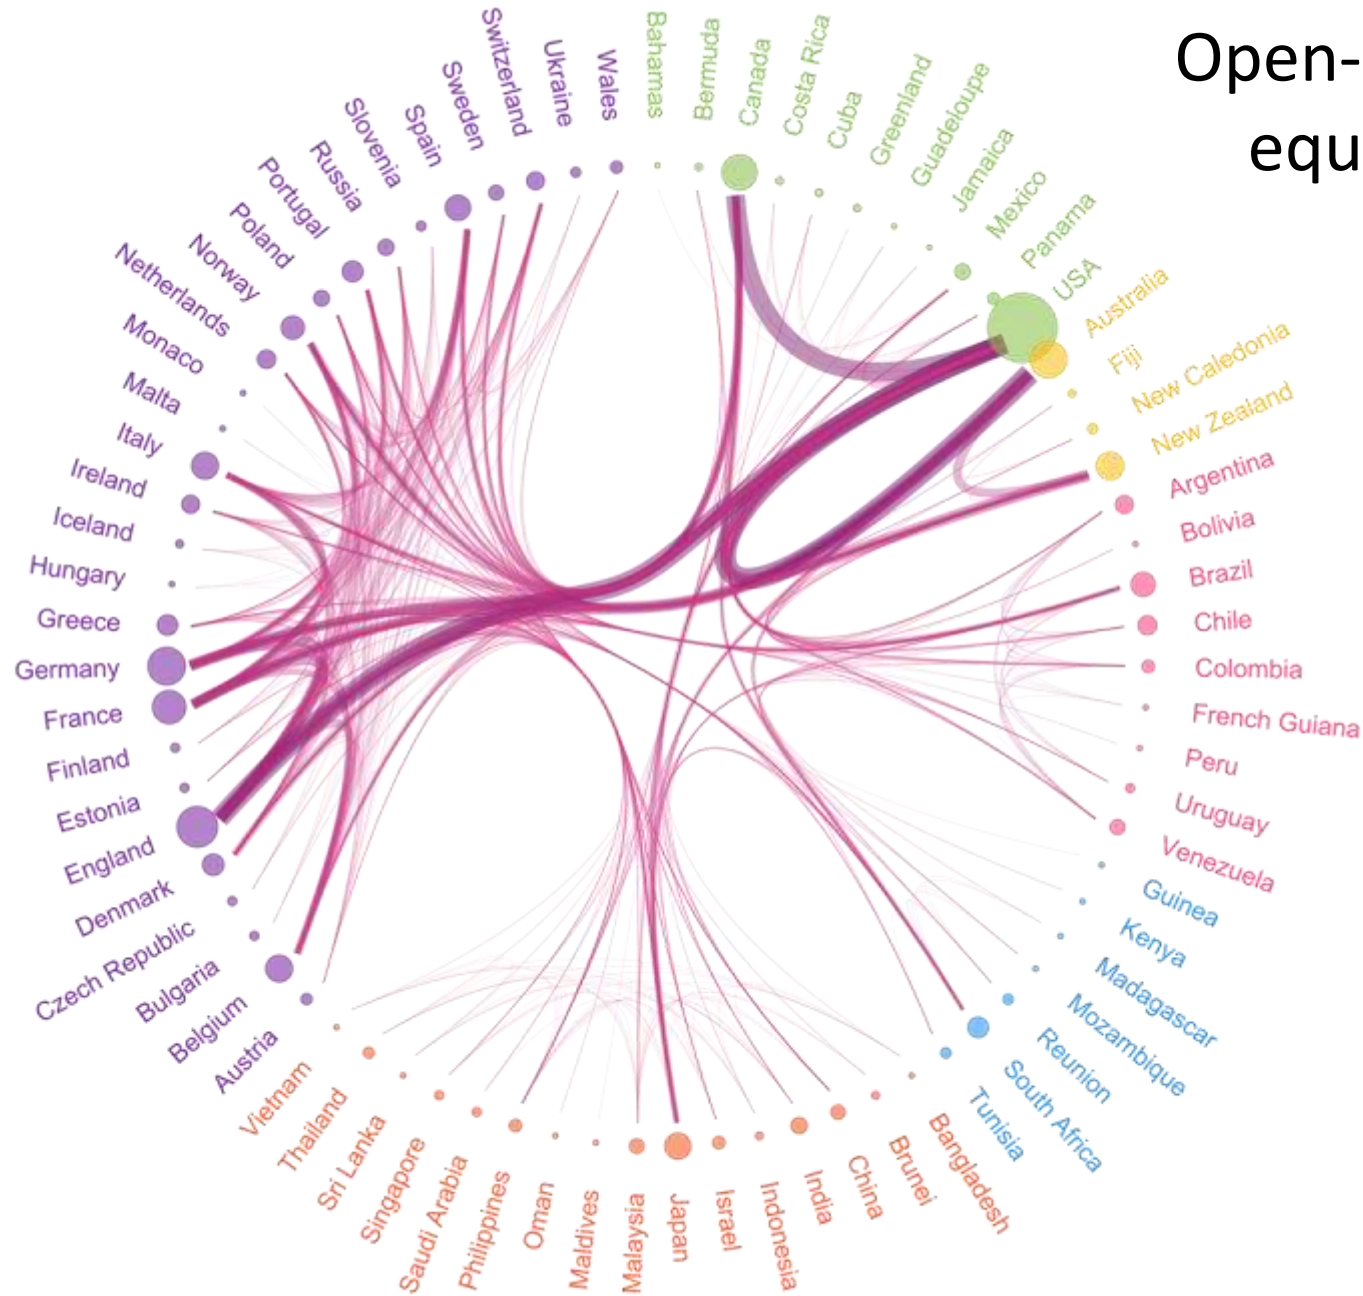 Open-
equ
Bahamas
Bermuda
Canada
Costa Rica
Cuba
Greenland
Guadeloupe
Jamaica
Mexico
Panama
USA
Australia
Fiji
New Caledonia
New Zealand
Argentina
Bolivia
Brazil
Chile
Colombia
French Guiana
Peru
Uruguay
Venezuela
Guinea
Kenya
Madagascar
Mozambique
Reunion
South Africa
Tunisia
Bangladesh
Brunei
China
India
Indonesia
Israel
Japan
Malaysia
Maldives
Oman
Philippines
Saudi Arabia
Singapore
Sri Lanka
Thailand
Vietnam
Austria
Belgium
Bulgaria
Czech Republic
Denmark
England
Estonia
Finland
France
Germany
Greece
Hungary
Iceland
Ireland
Italy
Malta
Monaco
Netherlands
Norway
Poland
Portugal
Russia
Slovenia
Spain
Sweden
Switzerland
Ukraine
Wales